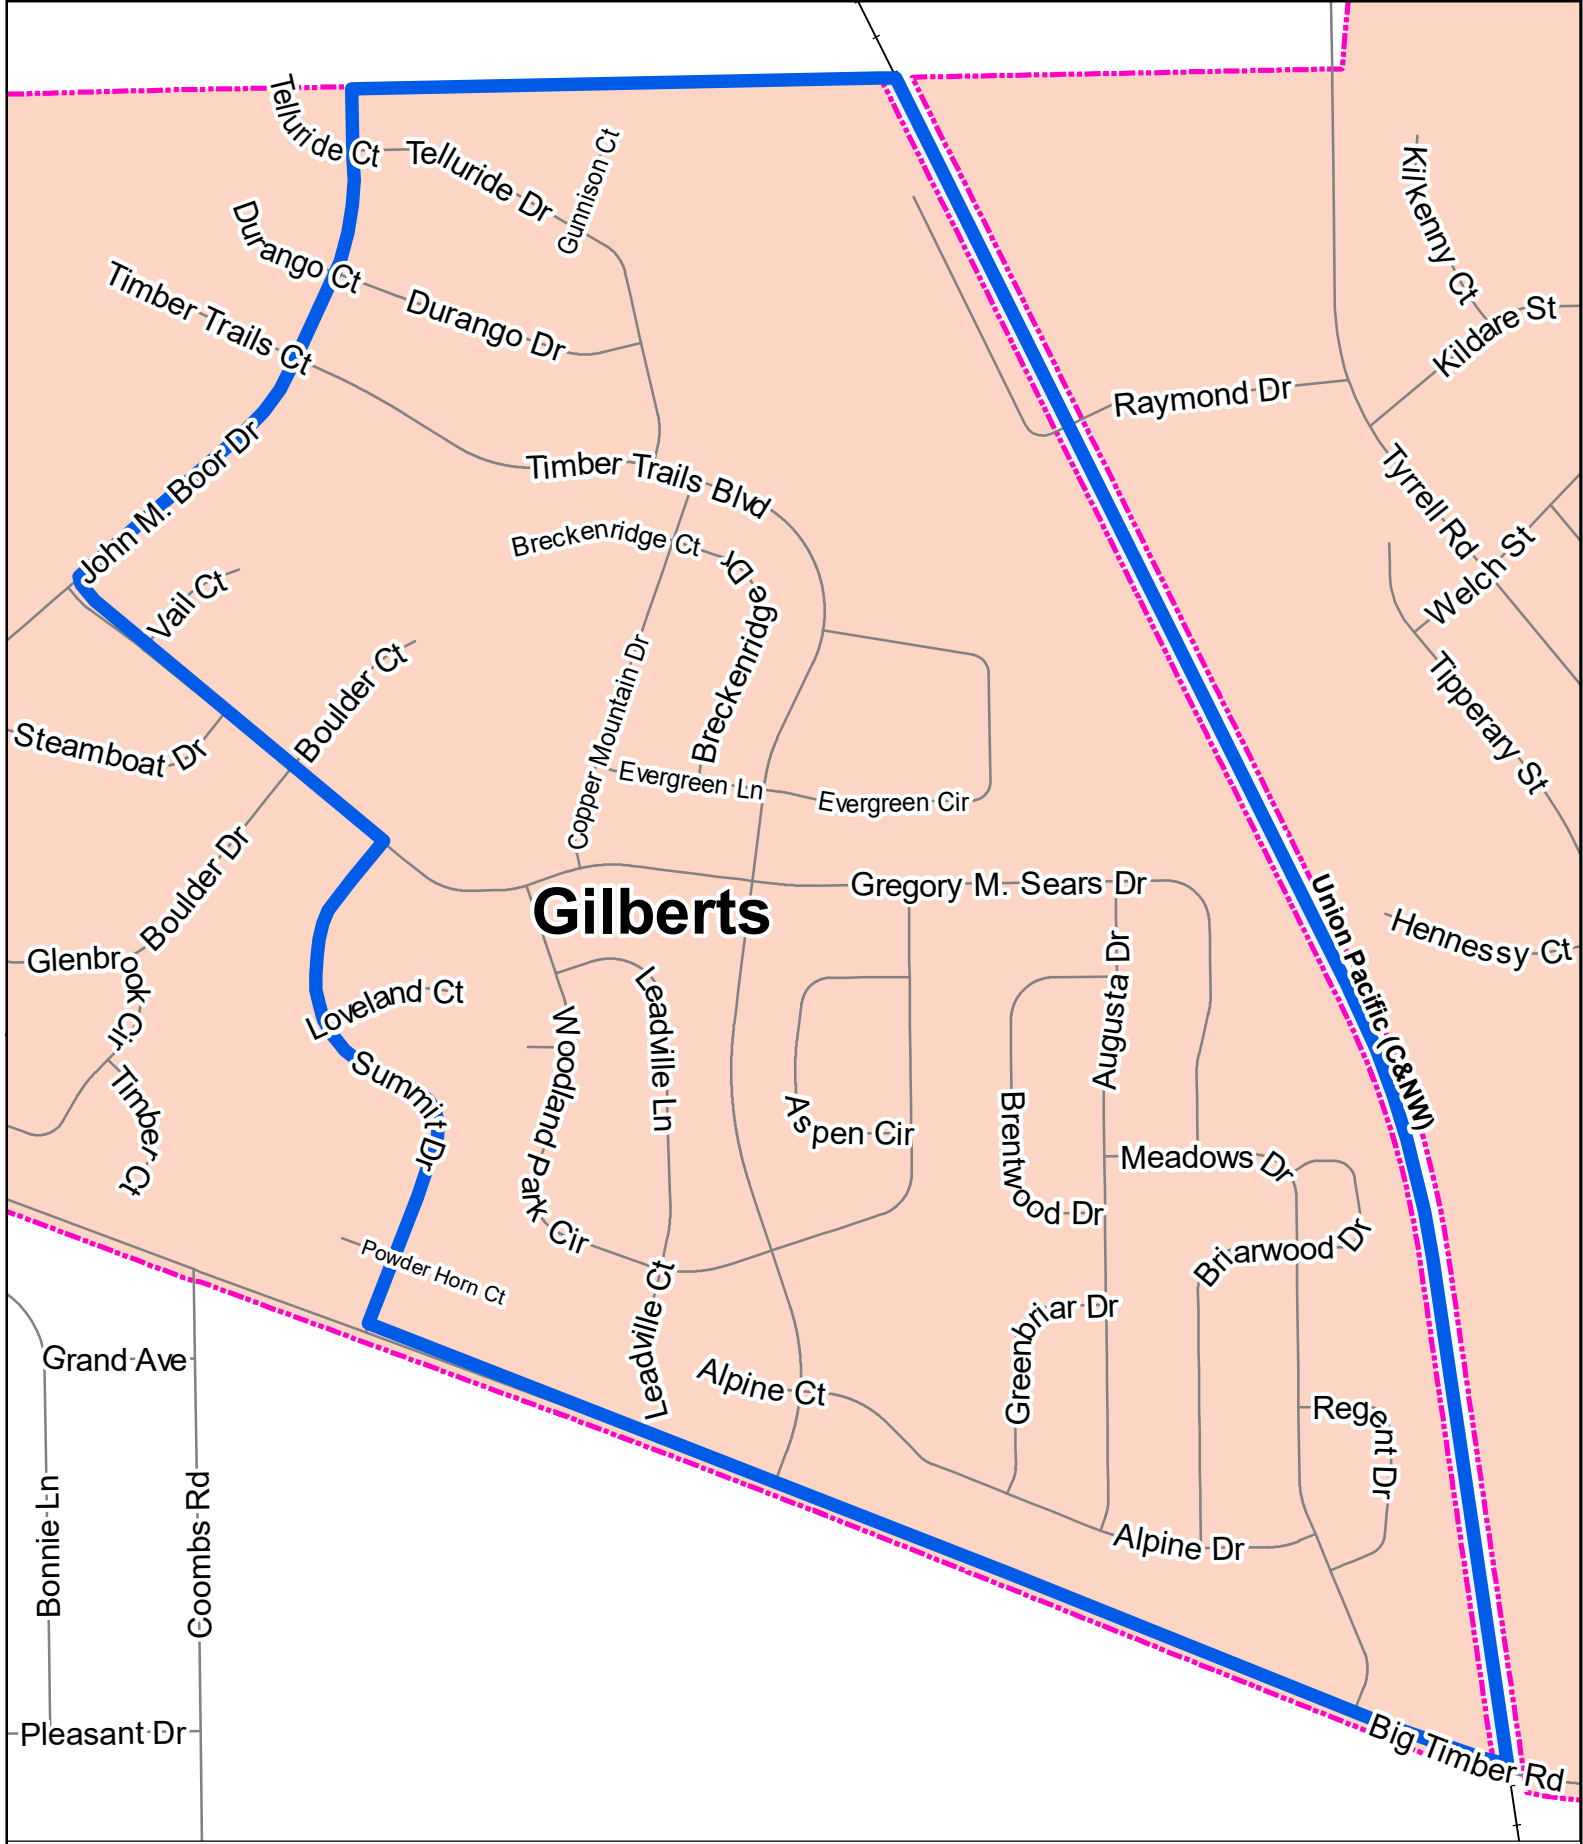 Telluride Ct
Telluride Dr
Gunnison Ct
Kilkenny Ct
Durango Ct
Durango Dr
Timber Trails Ct
Kildare St
Raymond Dr
John M. Boor Dr
Timber Trails Blvd
Tyrrell Rd
Breckenridge Ct
Breckenridge Dr
Welch St
Vail Ct
Boulder Ct
Copper Mountain Dr
Tipperary St
Steamboat Dr
Evergreen Ln
Evergreen Cir
Boulder Dr
Gilberts
Gregory M. Sears Dr
Union Pacific (C&NW)
Hennessy Ct
Glenbrook Cir
Loveland Ct
Leadville Ln
Augusta Dr
Woodland Park Cir
Summit Dr
Timber Ct
Aspen Cir
Brentwood Dr
Meadows Dr
Powder Horn Ct
Briarwood Dr
Leadville Ct
Greenbriar Dr
Grand Ave
Alpine Ct
Regent Dr
Bonnie Ln
Coombs Rd
Alpine Dr
Pleasant Dr
Big Timber Rd